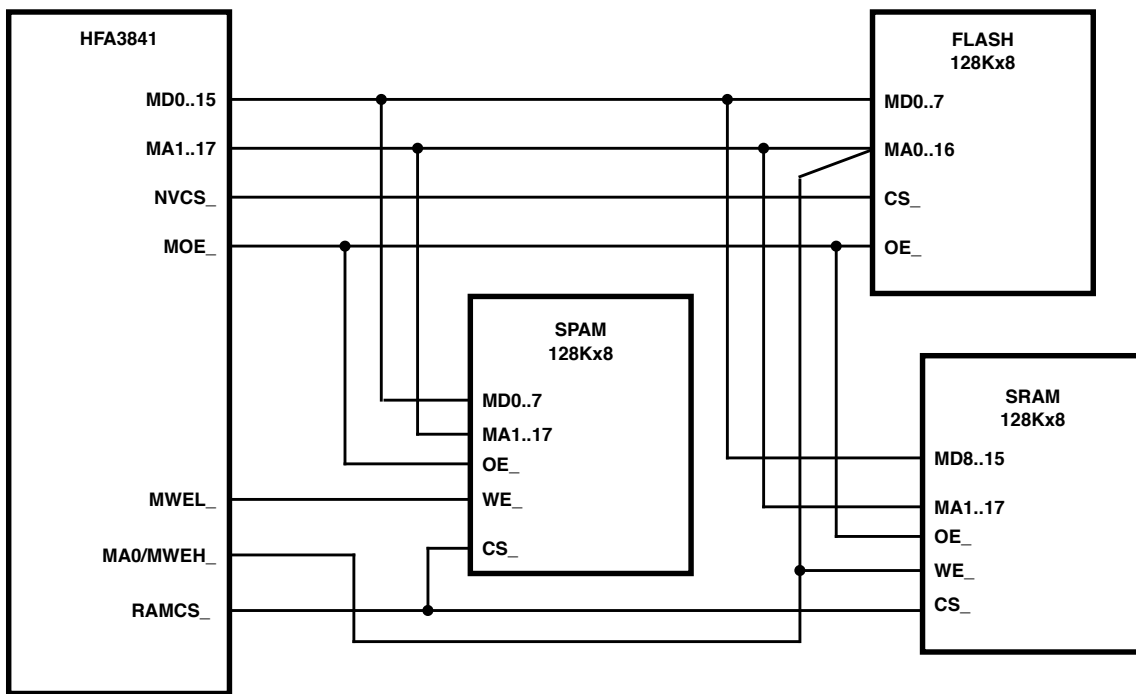 HFA3841
MD0..15
MA1..17
NVCS_
MOE_
MWEL_
MA0/MWEH_
RAMCS_
FLASH
128Kx8
MD0..7
MA0..16
CS_
OE_
SPAM
128Kx8
MD0..7
MA1..17
OE_
WE_
CS_
SRAM
128Kx8
MD8..15
MA1..17
OE_
WE_
CS_